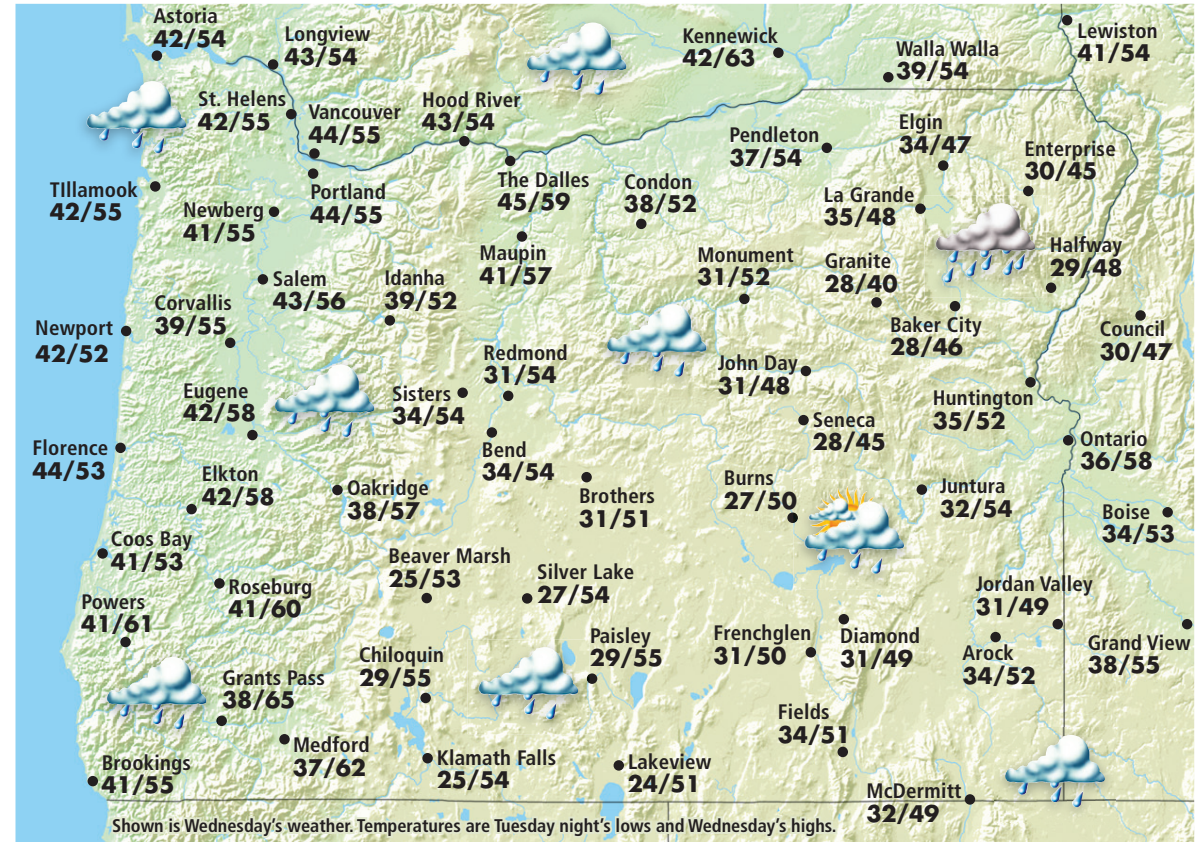 Astoria
42/54
Longview
43/54
Kennewick
42/63
Walla Walla
39/54
Lewiston
41/54
St. Helens
42/55
Vancouver
44/55
Hood River
43/54
Pendleton
37/54
Elgin
34/47
Enterprise
30/45
TIllamook
42/55
Newberg
41/55
Portland
44/55
The Dalles
45/59
Condon
38/52
La Grande
35/48
Maupin
41/57
Monument
31/52
Granite
28/40
Halfway
29/48
Salem
43/56
Idanha
39/52
Corvallis
39/55
Newport
42/52
Baker City
28/46
Council
30/47
Redmond
31/54
John Day
31/48
Eugene
42/58
Sisters
34/54
Huntington
35/52
Seneca
28/45
Florence
44/53
Bend
34/54
Ontario
36/58
Elkton
42/58
Oakridge
38/57
Brothers
31/51
Burns
27/50
Juntura
32/54
Boise
34/53
Coos Bay
41/53
Beaver Marsh
25/53
Silver Lake
27/54
Roseburg
41/60
Jordan Valley
31/49
Powers
41/61
Paisley
29/55
Frenchglen
31/50
Diamond
31/49
Arock
34/52
Grand View
38/55
Chiloquin
29/55
Grants Pass
38/65
Fields
34/51
Medford
37/62
Klamath Falls
25/54
Lakeview
24/51
Brookings
41/55
McDermitt
32/49
Shown is Wednesday's weather. Temperatures are Tuesday night's lows and Wednesday's highs.